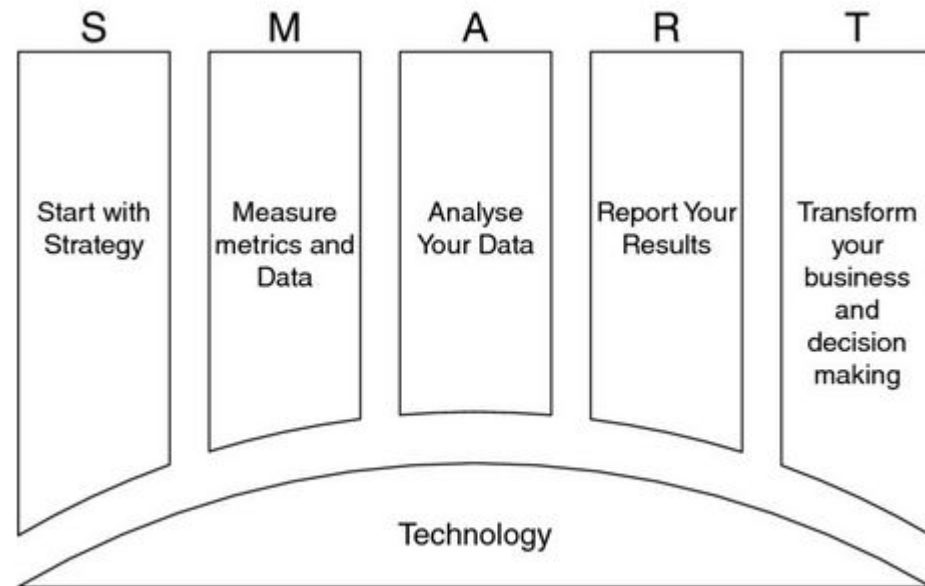 S M A R T
Start with
Strategy
Measure
metrics and
Data
Analyse
Your Data
Report Your
Results
Transform
your
business
and
decision
making
Technology